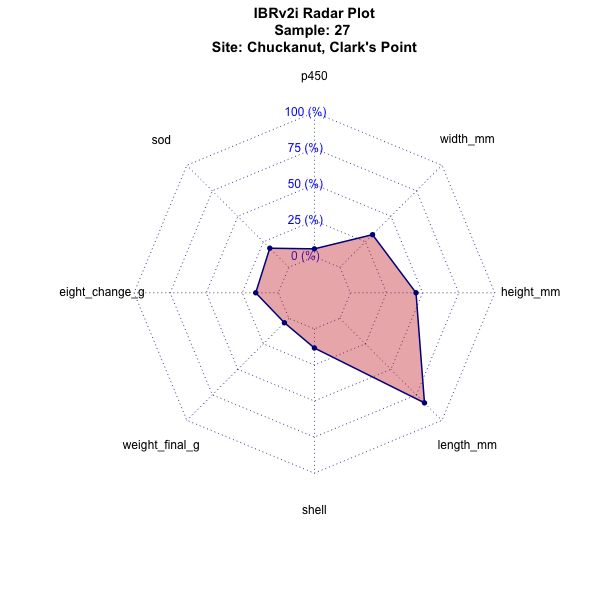 IBRv2i Radar Plot
Sample: 27
Site: Chuckanut, Clark's Point
p450
100 (%)
sod
width_mm
75 (%)
50 (%)
25 (%)
0 (%)
eight_change_g
height_mm
weight_final_g
length_mm
shell